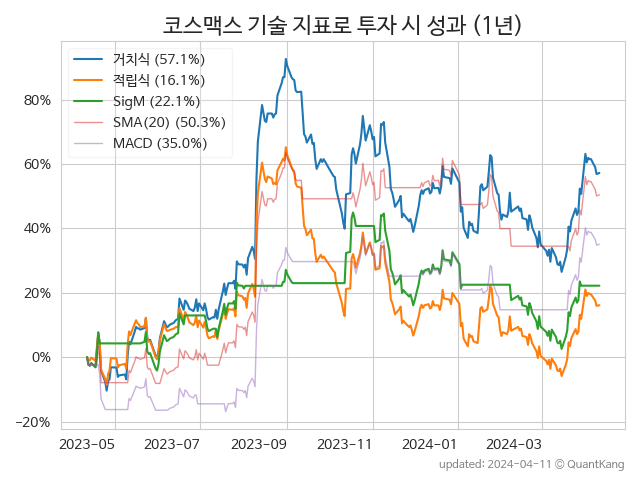 코스맥스 기술 지표로 투자 시 성과 (1년)
거치식 (57.1%)
적립식 (16.1%)
SigM (22.1%)
SMA(20) (50.3%)
MACD (35.0%)
80%
60%
40%
20%
0%
−20%
2023-05 2023-07 2023-09 2023-11 2024-01 2024-03
updated: 2024-04-11 © QuantKang